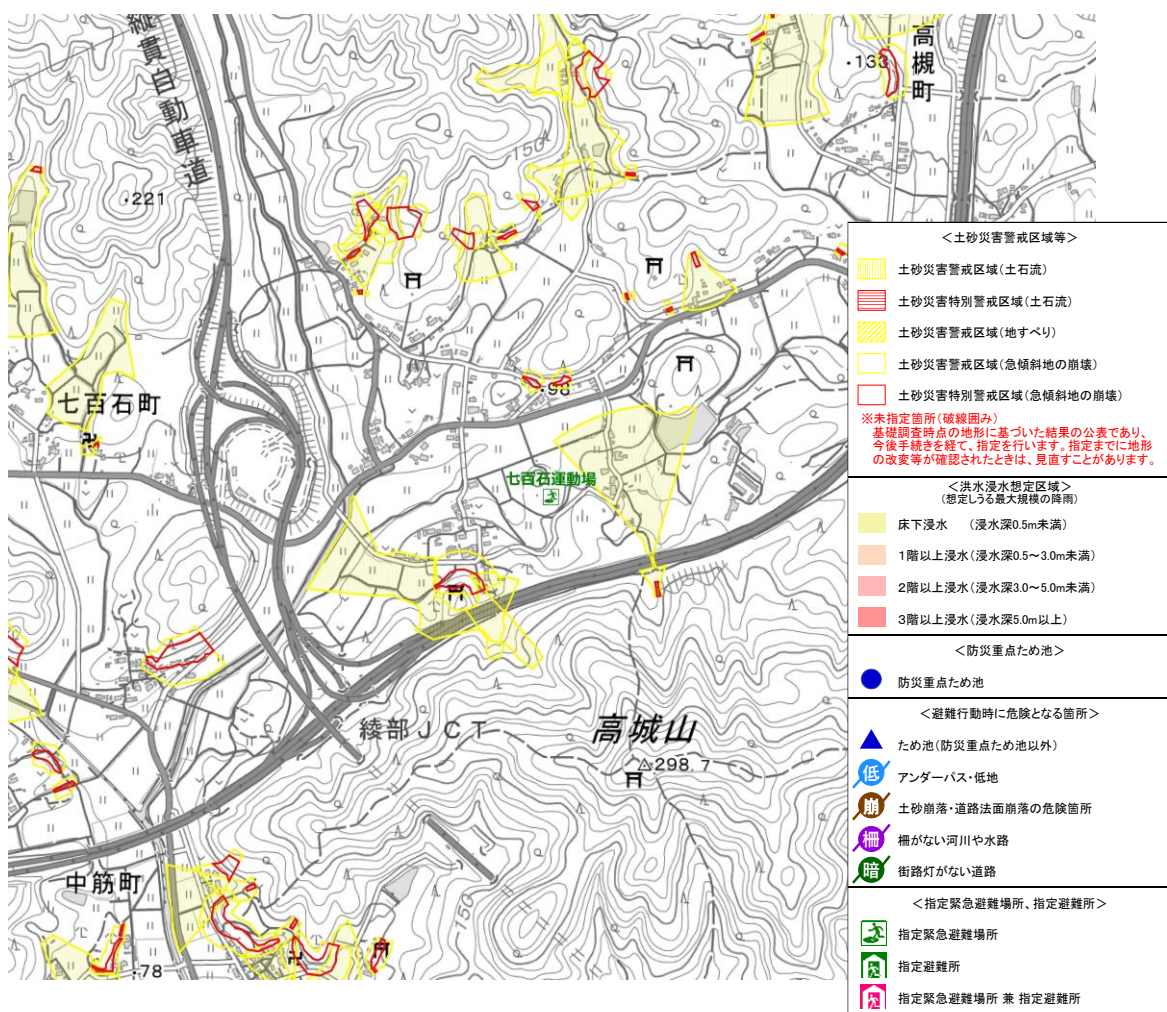 縦貫自動車道
高槻町
・133
150
・221
七百石町
・98
七百石運動場
綾部JCT
高城山
△298.7
150
中筋町
・78
＜土砂災害警戒区域等＞
土砂災害警戒区域(土石流)
土砂災害特別警戒区域(土石流)
土砂災害警戒区域(地すべり)
土砂災害警戒区域(急傾斜地の崩壊)
土砂災害特別警戒区域(急傾斜地の崩壊)
※未指定箇所(破線囲み)
基礎調査時点の地形に基づいた結果の公表であり、
今後手続きを経て、指定を行います。指定までに地形
の改変等が確認されたときは、見直すことがあります。
＜洪水浸水想定区域＞
(想定しうる最大規模の降雨)
床下浸水　(浸水深0.5m未満)
1階以上浸水(浸水深0.5～3.0m未満)
2階以上浸水(浸水深3.0～5.0m未満)
3階以上浸水(浸水深5.0m以上)
＜防災重点ため池＞
防災重点ため池
＜避難行動時に危険となる箇所＞
ため池(防災重点ため池以外)
低 アンダーパス・低地
崩 土砂崩落・道路法面崩落の危険箇所
柵 柵がない河川や水路
暗 街路灯がない道路
＜指定緊急避難場所、指定避難所＞
指定緊急避難場所
指定避難所
指定緊急避難場所 兼 指定避難所